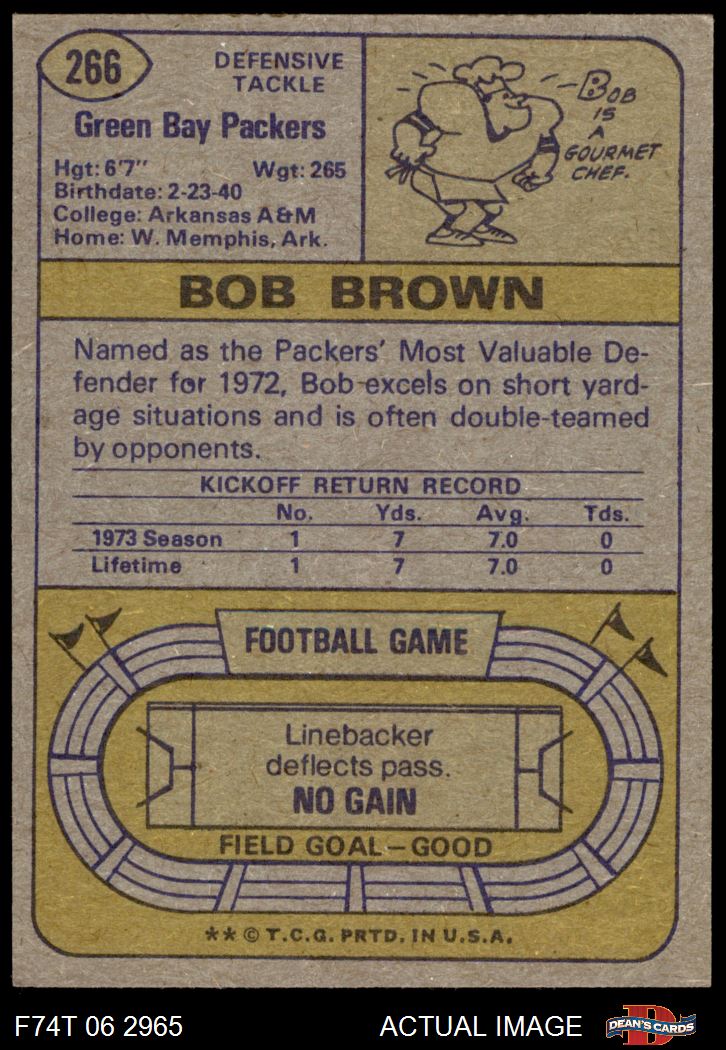 266
DEFENSIVE
TACKLE
Green Bay Packers
Hgt: 6'7" Wgt: 265
Birthdate: 2-23-40
College: Arkansas A&M
Home: W. Memphis, Ark.
BOB
IS
A
GOURMET
CHEF.
BOB BROWN
Named as the Packers' Most Valuable De-
fender for 1972, Bob excels on short yard-
age situations and is often double-teamed
by opponents.
KICKOFF RETURN RECORD
No. Yds. Avg. Tds.
1973 Season 1 7 7.0 0
Lifetime 1 7 7.0 0
FOOTBALL GAME
Linebacker
deflects pass.
NO GAIN
FIELD GOAL—GOOD
** © T.C.G. PRTD. IN U.S.A.
F74T 06 2965 ACTUAL IMAGE
D
DEAN'S CARDS